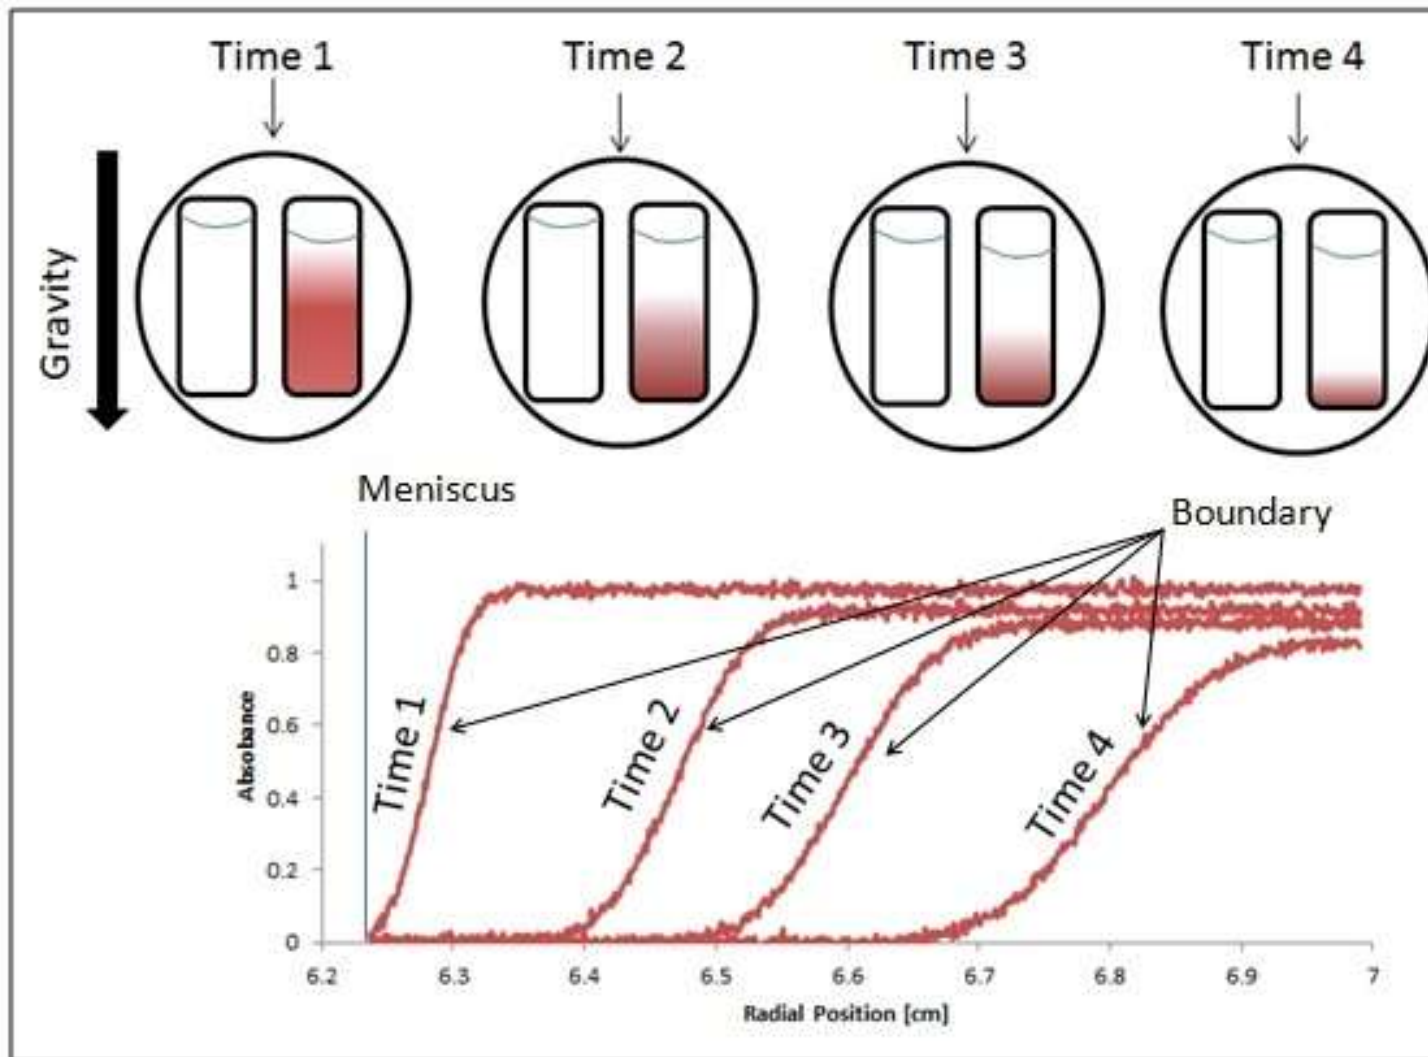 Time 1
Time 2
Time 3
Time 4
Gravity
Meniscus
Boundary
1
0.8
0.6
0.4
0.2
0
Absobance
Time 1
Time 2
Time 3
Time 4
6.2 6.3 6.4 6.5 6.6 6.7 6.8 6.9 7
Radial Position [cm]